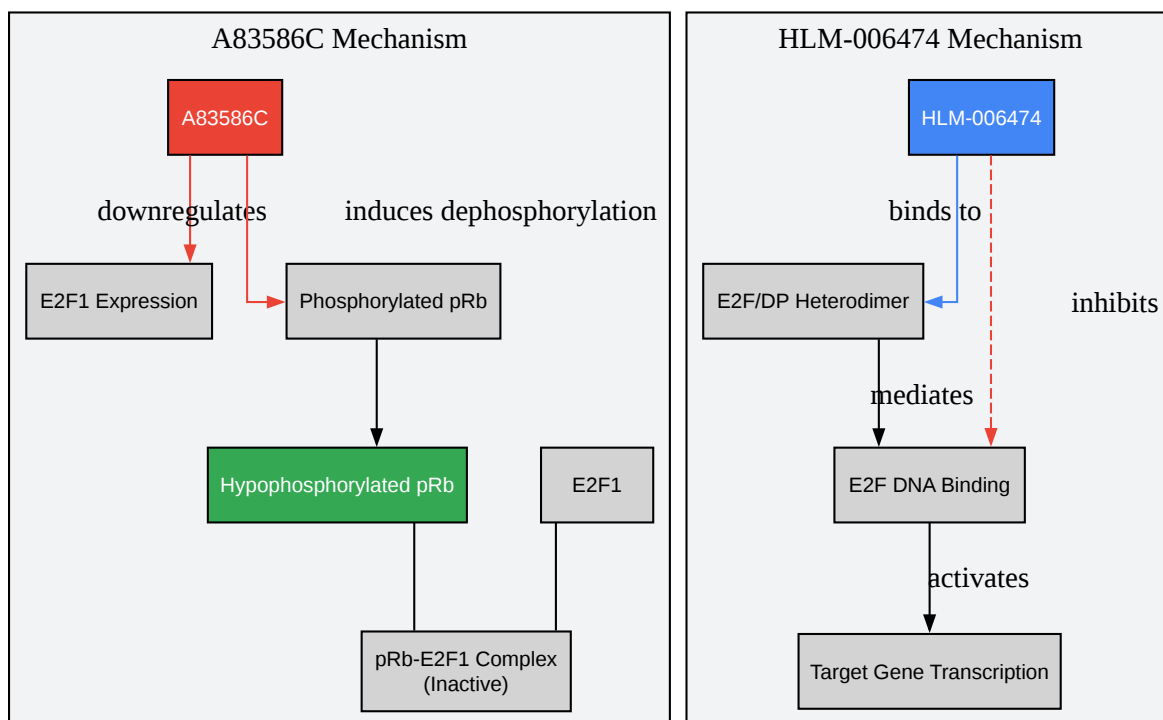 A83586C Mechanism
A83586C
downregulates
induces dephosphorylation
E2F1 Expression
Phosphorylated pRb
Hypophosphorylated pRb
E2F1
pRb-E2F1 Complex
(Inactive)
HLM-006474 Mechanism
HLM-006474
binds to
E2F/DP Heterodimer
inhibits
mediates
E2F DNA Binding
activates
Target Gene Transcription